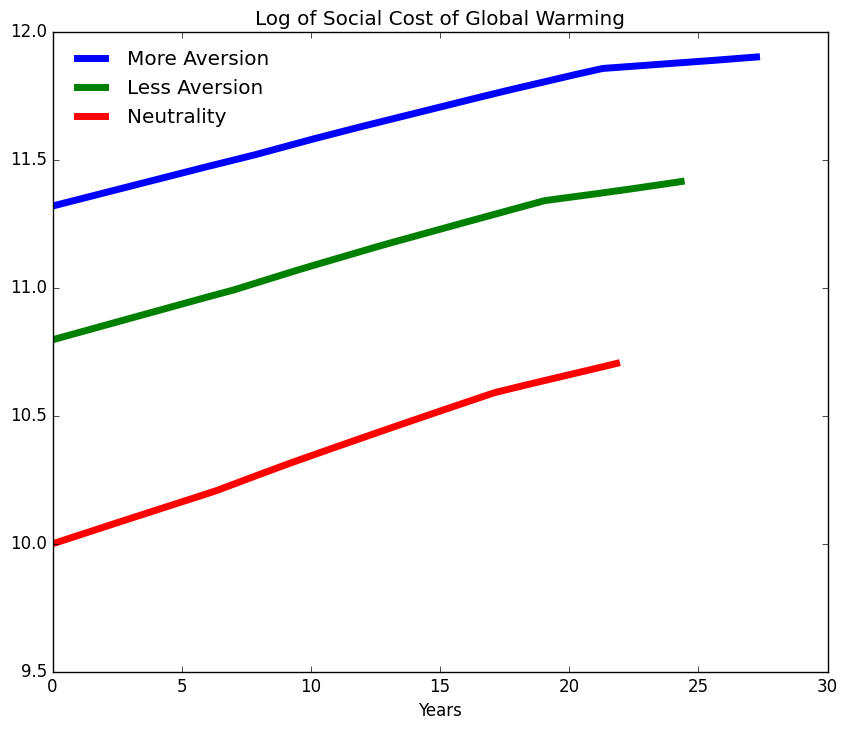 Log of Social Cost of Global Warming
12.0
11.5
11.0
10.5
10.0
9.5
More Aversion
Less Aversion
Neutrality
0 5 10 15 20 25 30
Years